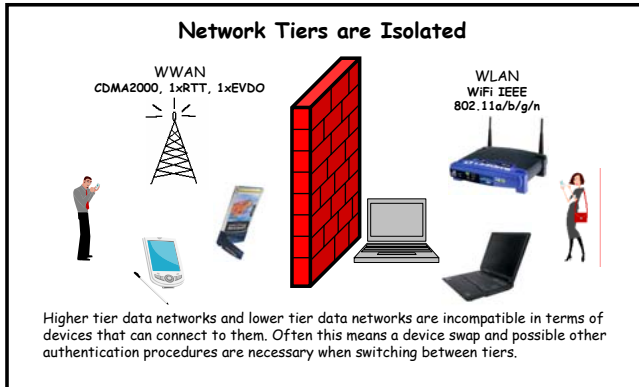 Network Tiers are Isolated
WWAN
CDMA2000, 1xRTT, 1xEVDO
WLAN
WiFi IEEE
802.11a/b/g/n
Higher tier data networks and lower tier data networks are incompatible in terms of
devices that can connect to them. Often this means a device swap and possible other
authentication procedures are necessary when switching between tiers.